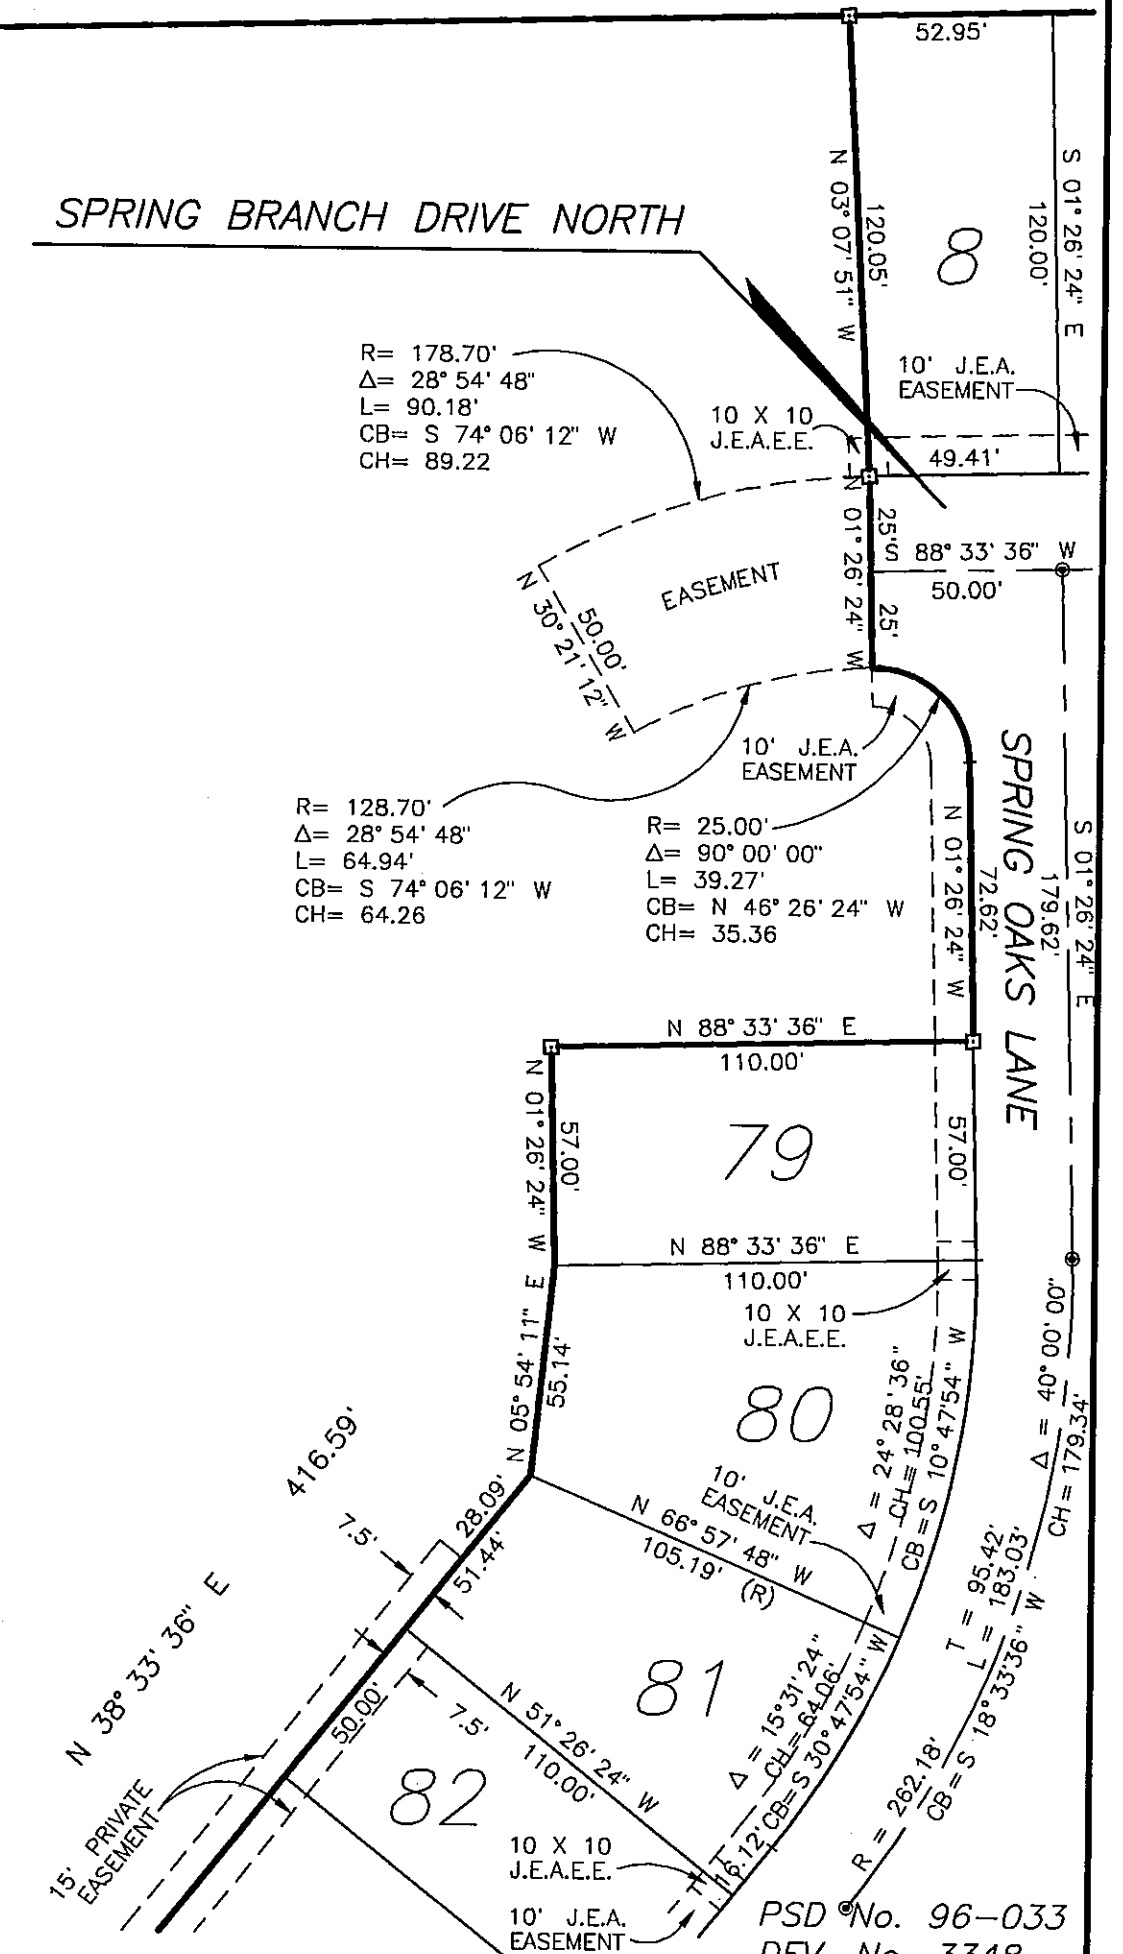 52.95'
N 03° 07' 51" W
120.05'
8
S 01° 26' 24" E
120.00'
SPRING BRANCH DRIVE NORTH
R= 178.70'
Δ= 28° 54' 48"
L= 90.18'
CB= S 74° 06' 12" W
CH= 89.22
10' J.E.A.
EASEMENT
10 X 10
J.E.A.E.E.
49.41'
N 01° 26' 24" W
25'
S 88° 33' 36" W
50.00'
25'
EASEMENT
50.00'
N 30° 21' 12" W
10' J.E.A.
EASEMENT
R= 128.70'
Δ= 28° 54' 48"
L= 64.94'
CB= S 74° 06' 12" W
CH= 64.26
R= 25.00'
Δ= 90° 00' 00"
L= 39.27'
CB= N 46° 26' 24" W
CH= 35.36
SPRING OAKS LANE
N 01° 26' 24" W
72.62'
S 01° 26' 24" E
179.62'
N 88° 33' 36" E
110.00'
N 01° 26' 24" W
57.00'
79
57.00'
N 88° 33' 36" E
110.00'
10 X 10
J.E.A.E.E.
N 05° 54' 11" E
55.14'
80
Δ = 24° 28' 36"
CH = 100.55'
CB = S 10° 47'54" W
Δ = 40° 00' 00"
CH = 179.34'
T = 95.42'
L = 183.03'
R = 262.18'
CB = S 18° 33'36" W
10' J.E.A.
EASEMENT
N 66° 57' 48" W
105.19' (R)
416.59'
N 38° 33' 36" E
7.5'
28.09'
51.44'
81
Δ = 15°31'24"
CH = 64.06'
CB= S 30° 47'54" W
16.12'
N 51° 26' 24" W
110.00'
7.5'
50.00'
82
15' PRIVATE
EASEMENT
10 X 10
J.E.A.E.E.
10' J.E.A.
EASEMENT
PSD No. 96-033
DEV. No. 3348